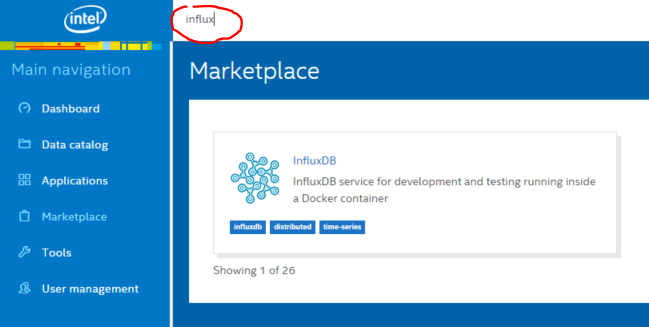 intel
influx
Main navigation
Marketplace
Dashboard
Data catalog
Applications
Marketplace
Tools
User management
InfluxDB
InfluxDB service for development and testing running inside
a Docker container
influxdb distributed time-series
Showing 1 of 26